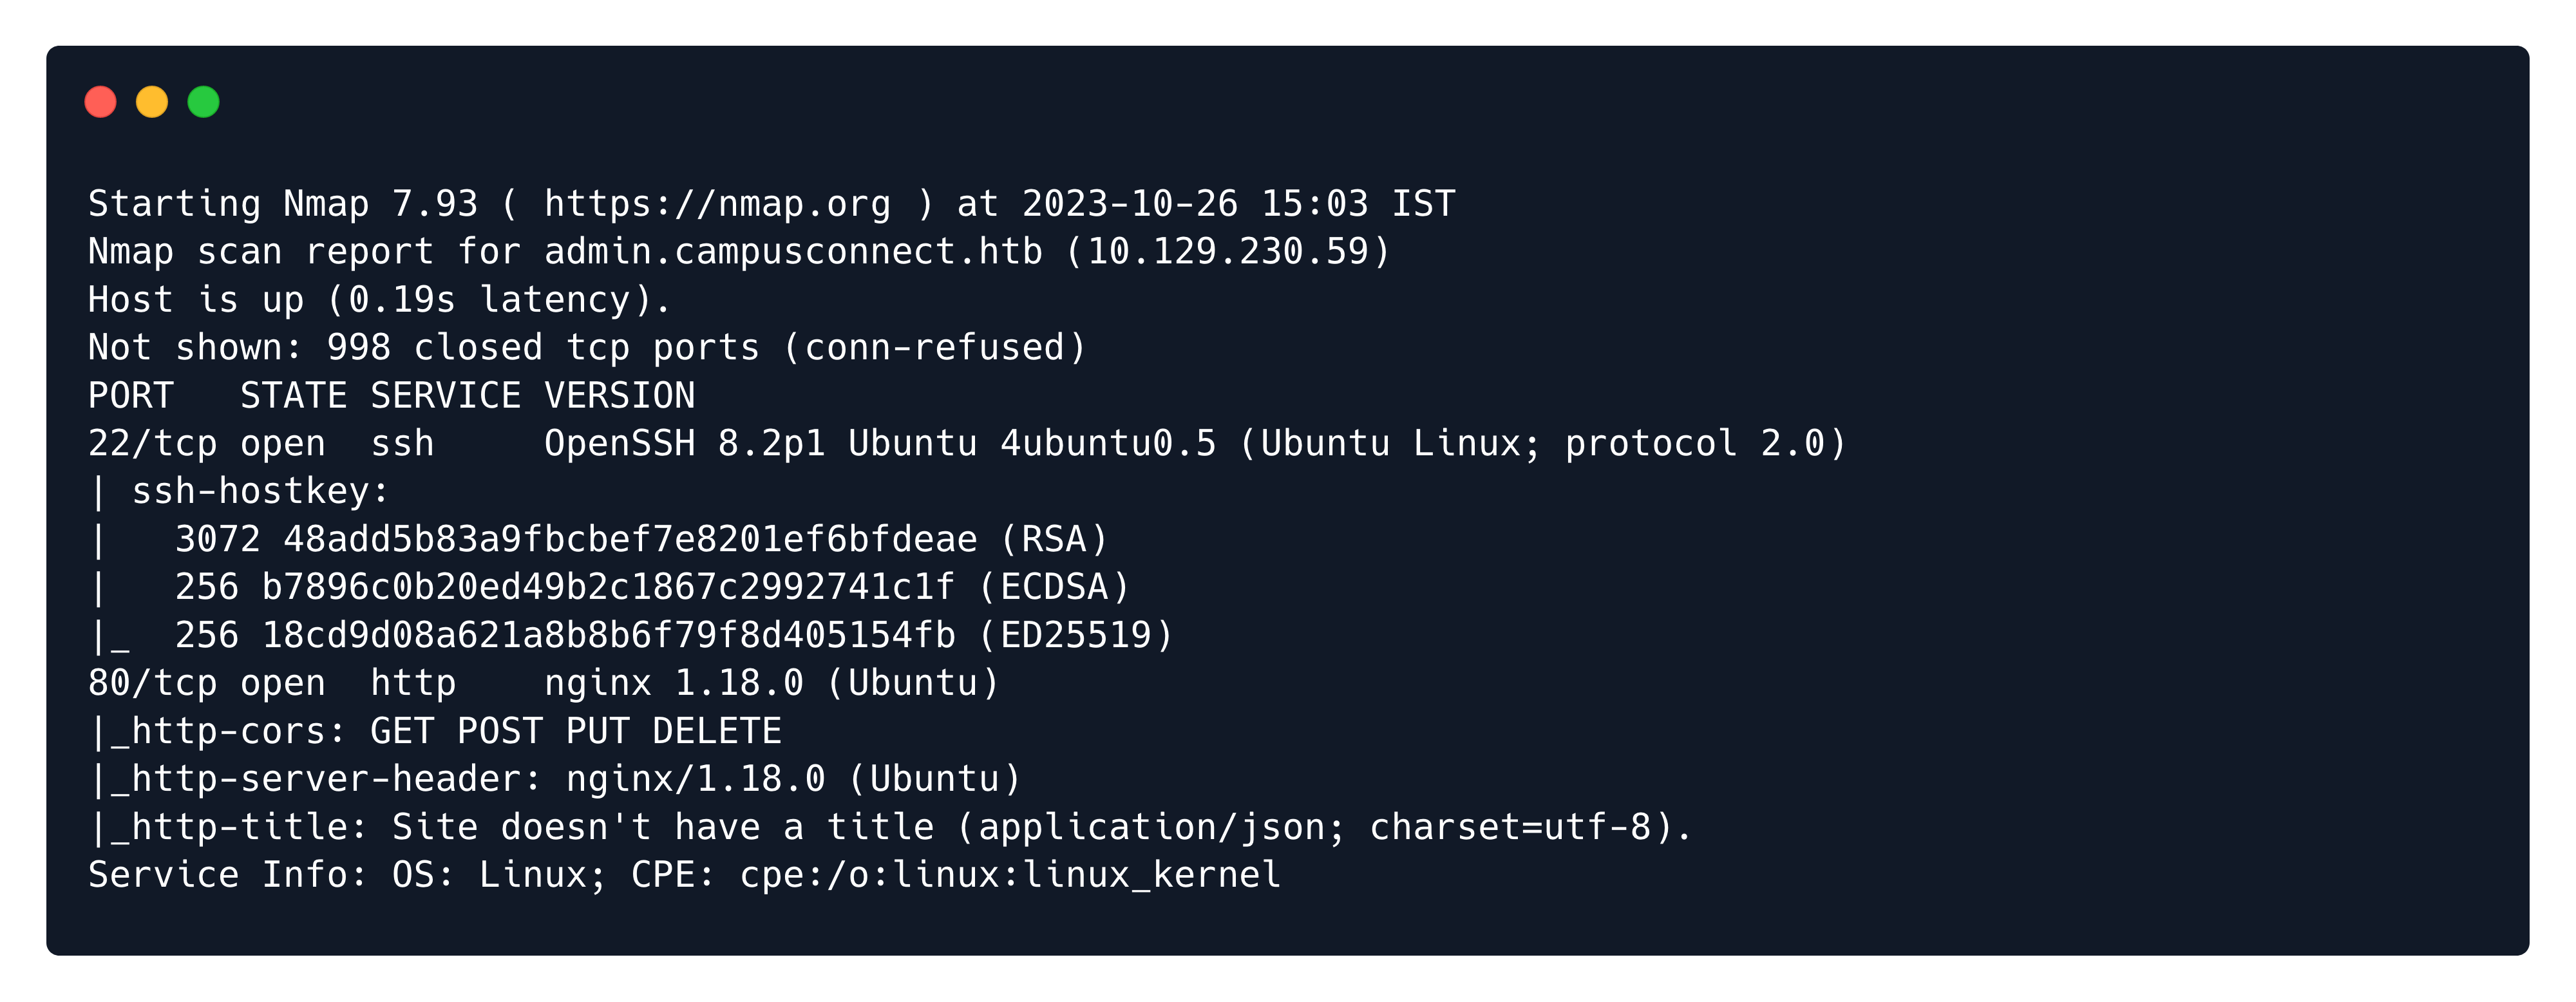 Starting Nmap 7.93 ( https://nmap.org ) at 2023-10-26 15:03 IST
Nmap scan report for admin.campusconnect.htb (10.129.230.59)
Host is up (0.19s latency).
Not shown: 998 closed tcp ports (conn-refused)
PORT   STATE SERVICE VERSION
22/tcp open  ssh     OpenSSH 8.2p1 Ubuntu 4ubuntu0.5 (Ubuntu Linux; protocol 2.0)
| ssh-hostkey:
|   3072 48add5b83a9fbcbef7e8201ef6bfdeae (RSA)
|   256 b7896c0b20ed49b2c1867c2992741c1f (ECDSA)
|_  256 18cd9d08a621a8b8b6f79f8d405154fb (ED25519)
80/tcp open  http    nginx 1.18.0 (Ubuntu)
|_http-cors: GET POST PUT DELETE
|_http-server-header: nginx/1.18.0 (Ubuntu)
|_http-title: Site doesn't have a title (application/json; charset=utf-8).
Service Info: OS: Linux; CPE: cpe:/o:linux:linux_kernel